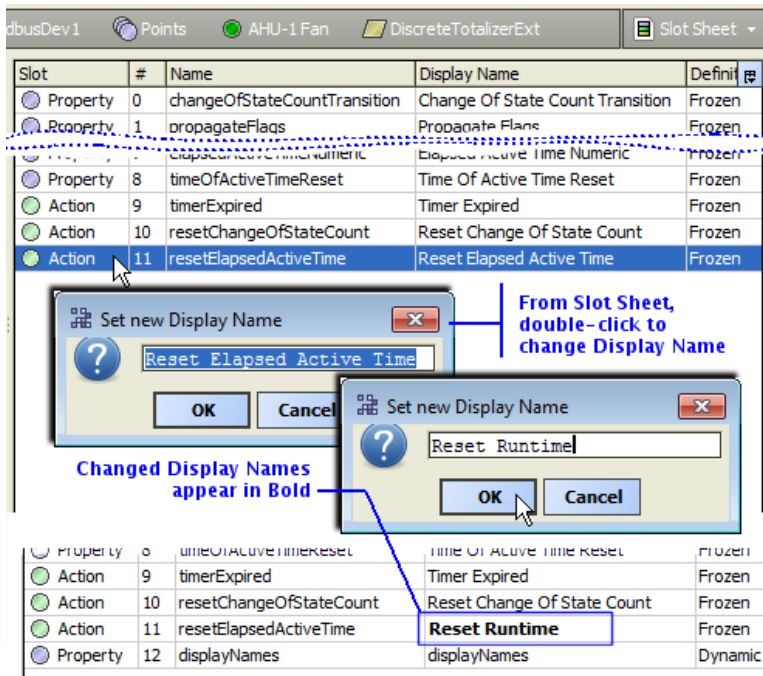 dbusDev1 Points AHU-1 Fan DiscreteTotalizerExt Slot Sheet
Slot # Name Display Name Definit
Property 0 changeOfStateCountTransition Change Of State Count Transition Frozen
Property 1 propagateFlags Propagate Flags Frozen
Property elapsedActiveTimeNumeric Elapsed Active Time Numeric Frozen
Property 8 timeOfActiveTimeReset Time Of Active Time Reset Frozen
Action 9 timerExpired Timer Expired Frozen
Action 10 resetChangeOfStateCount Reset Change Of State Count Frozen
Action 11 resetElapsedActiveTime Reset Elapsed Active Time Frozen
Set new Display Name
Reset Elapsed Active Time
OK Cancel
From Slot Sheet,
double-click to
change Display Name
Set new Display Name
Reset Runtime
OK Cancel
Changed Display Names
appear in Bold
Property 8 timeOfActiveTimeReset Time Of Active Time Reset Frozen
Action 9 timerExpired Timer Expired Frozen
Action 10 resetChangeOfStateCount Reset Change Of State Count Frozen
Action 11 resetElapsedActiveTime Reset Runtime Frozen
Property 12 displayNames displayNames Dynamic